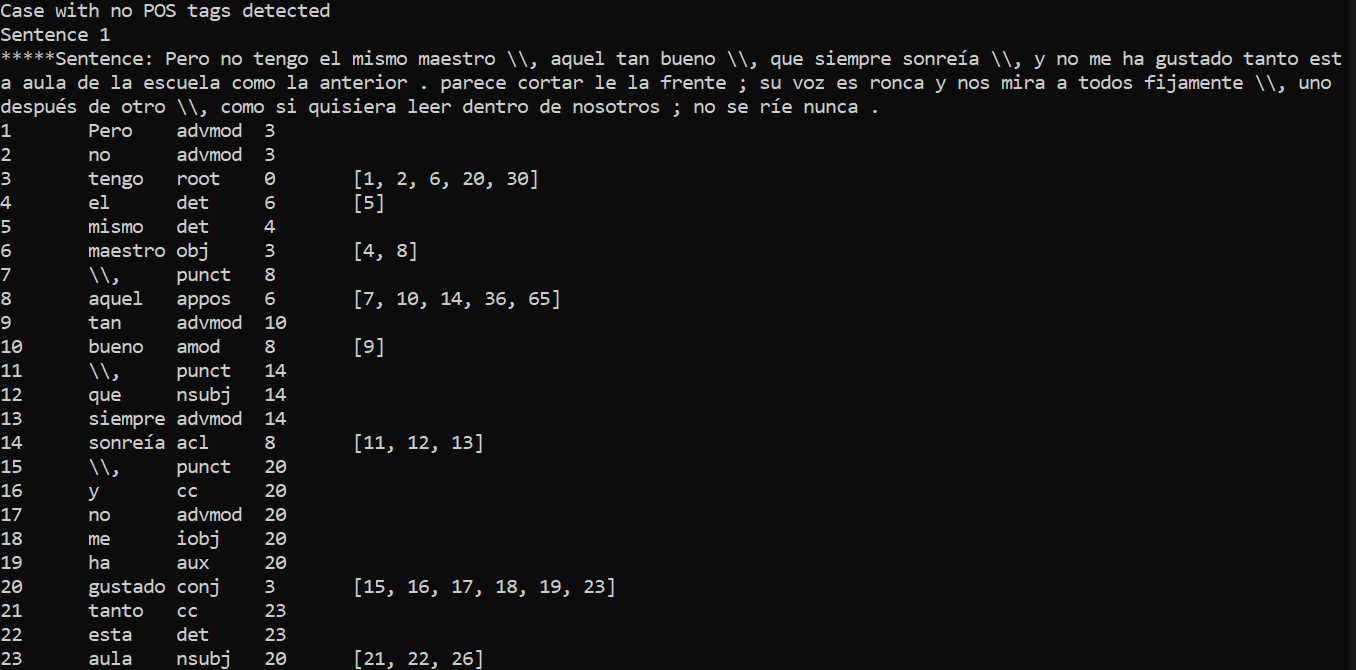 Case with no POS tags detected
Sentence 1
*****Sentence: Pero no tengo el mismo maestro \\, aquel tan bueno \\, que siempre sonreía \\, y no me ha gustado tanto est
a aula de la escuela como la anterior . parece cortar le la frente ; su voz es ronca y nos mira a todos fijamente \\, uno
después de otro \\, como si quisiera leer dentro de nosotros ; no se ríe nunca .
1 Pero advmod 3
2 no advmod 3
3 tengo root 0 [1, 2, 6, 20, 30]
4 el det 6 [5]
5 mismo det 4
6 maestro obj 3 [4, 8]
7 \\, punct 8
8 aquel appos 6 [7, 10, 14, 36, 65]
9 tan advmod 10
10 bueno amod 8 [9]
11 \\, punct 14
12 que nsubj 14
13 siempre advmod 14
14 sonreía acl 8 [11, 12, 13]
15 \\, punct 20
16 y cc 20
17 no advmod 20
18 me iobj 20
19 ha aux 20
20 gustado conj 3 [15, 16, 17, 18, 19, 23]
21 tanto cc 23
22 esta det 23
23 aula nsubj 20 [21, 22, 26]